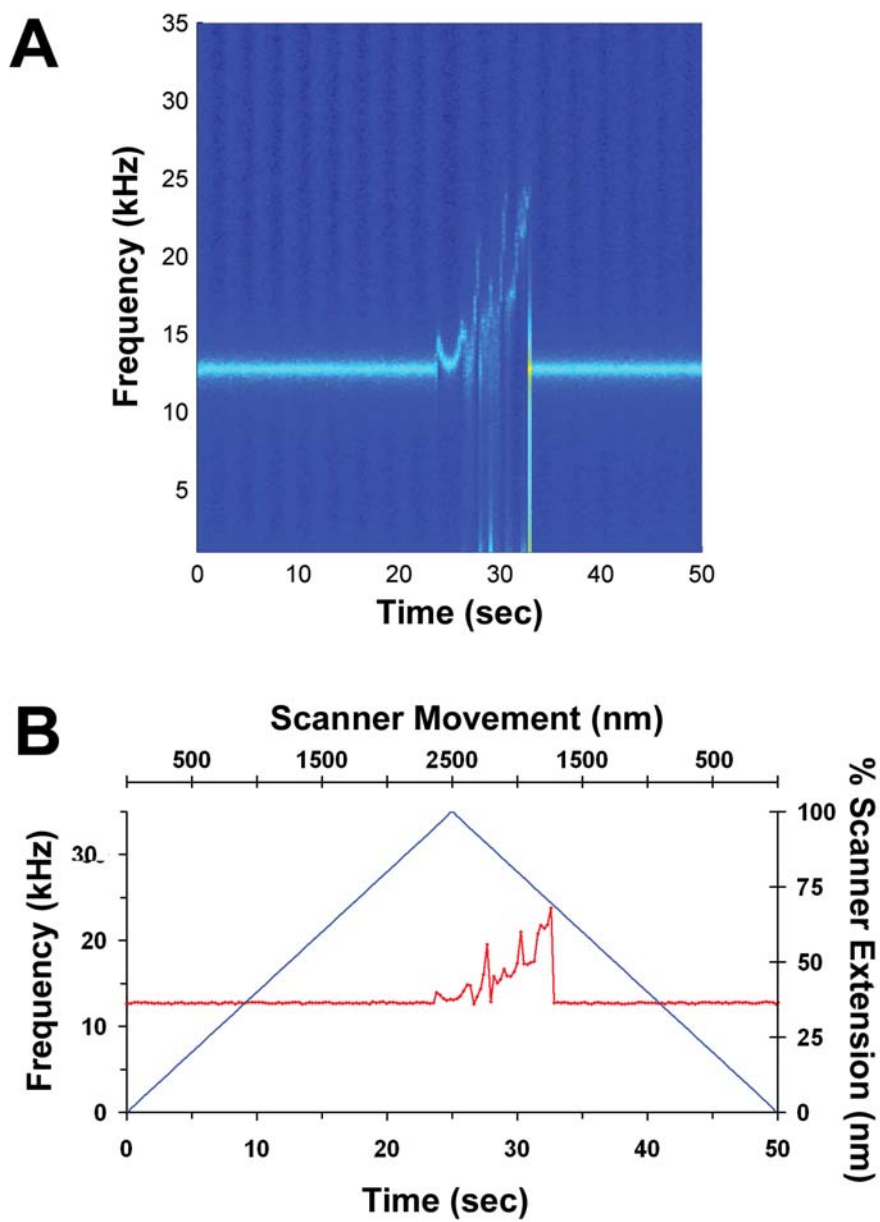 A
35
30
25
20
15
10
5
Frequency (kHz)
0 10 20 30 40 50
Time (sec)
B
Scanner Movement (nm)
500 1500 2500 1500 500
Frequency (kHz)
30
20
10
0
100
75
50
25
0
% Scanner Extension (nm)
0 10 20 30 40 50
Time (sec)